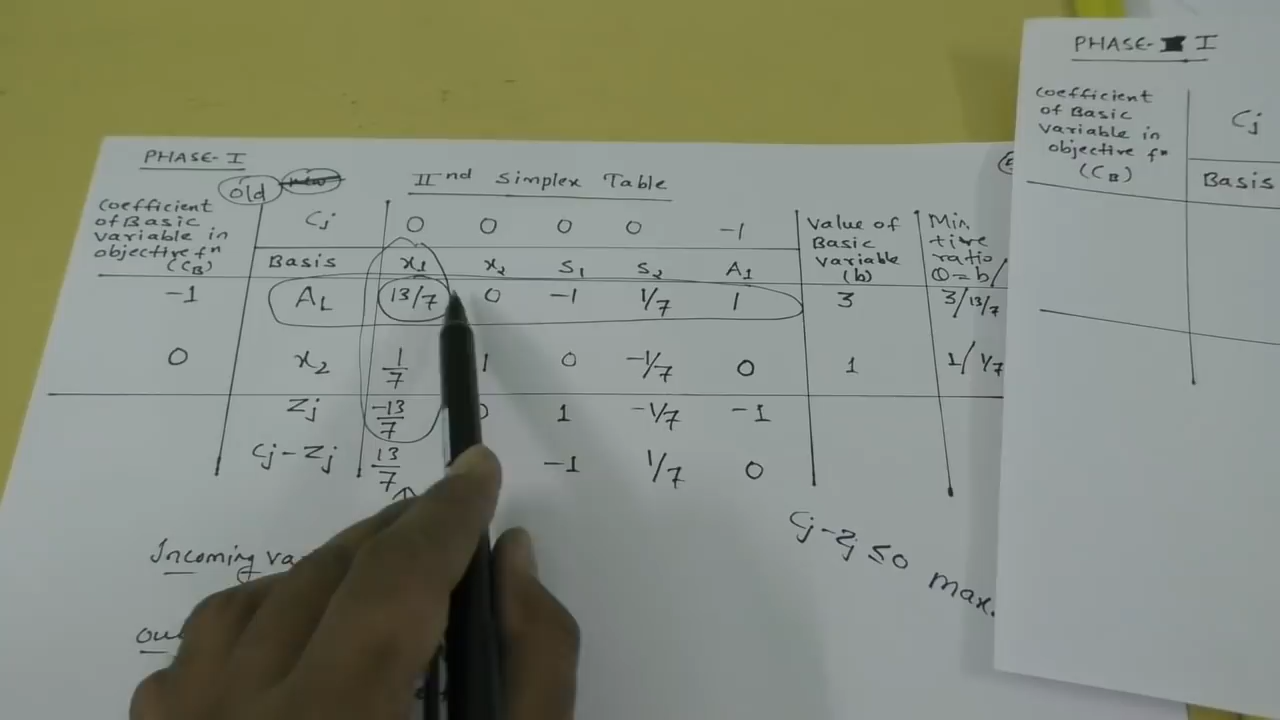 PHASE-I
old new
IInd Simplex Table
Coefficient
of Basic
variable in
objective fn
(CB)
Cj 0 0 0 0 -1
Basis x1 x2 S1 S2 A1
Value of
Basic
variable
(b)
Min
tive
ratio
θ=b/
-1 A1 13/7 0 -1 1/7 1 3 3/13/7
0 x2 1/7 1 0 -1/7 0 1 1/1/7
Zj -13/7 0 1 -1/7 -1
Cj-Zj 13/7 -1 1/7 0
Incoming va
Cj-Zj ≤0 max.
ou
PHASE- I
Coefficient
of Basic
variable in
objective fn
(CB)
Cj
Basis